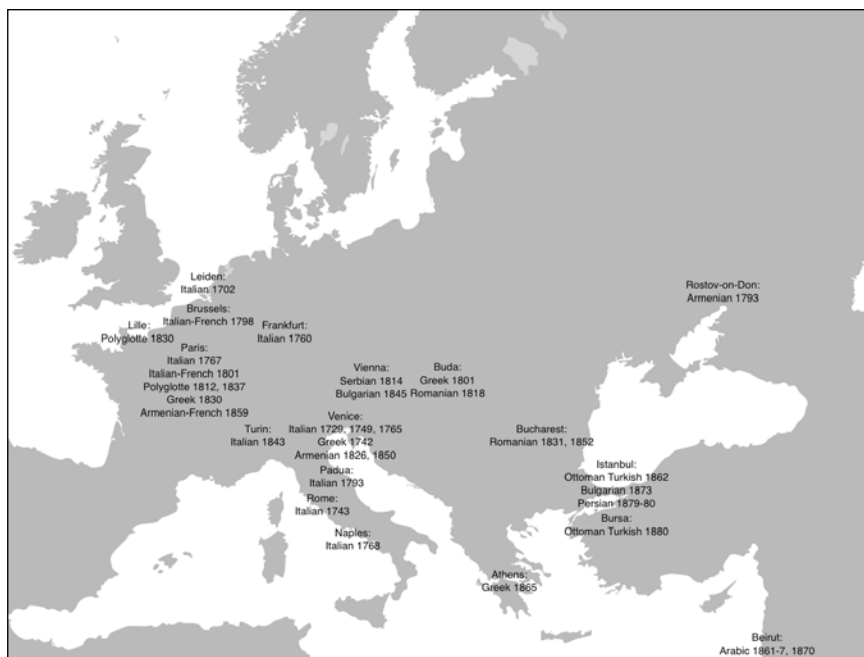 Leiden:
Italian 1702
Rostov-on-Don:
Armenian 1793
Brussels:
Italian-French 1798
Lille:
Polyglotte 1830
Frankfurt:
Italian 1760
Paris:
Italian 1767
Italian-French 1801
Polyglotte 1812, 1837
Greek 1830
Armenian-French 1859
Vienna:
Serbian 1814
Bulgarian 1845
Buda:
Greek 1801
Romanian 1818
Turin:
Italian 1843
Venice:
Italian 1729, 1749, 1765
Greek 1742
Armenian 1826, 1850
Bucharest:
Romanian 1831, 1852
Padua:
Italian 1793
Rome:
Italian 1743
Naples:
Italian 1768
Istanbul:
Ottoman Turkish 1862
Bulgarian 1873
Persian 1879-80
Bursa:
Ottoman Turkish 1880
Athens:
Greek 1865
Beirut:
Arabic 1861-7, 1870